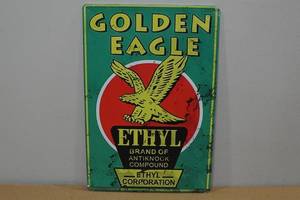 GOLDEN
EAGLE
ETHYL
BRAND OF
ANTIKNOCK
COMPOUND
ETHYL
CORPORATION